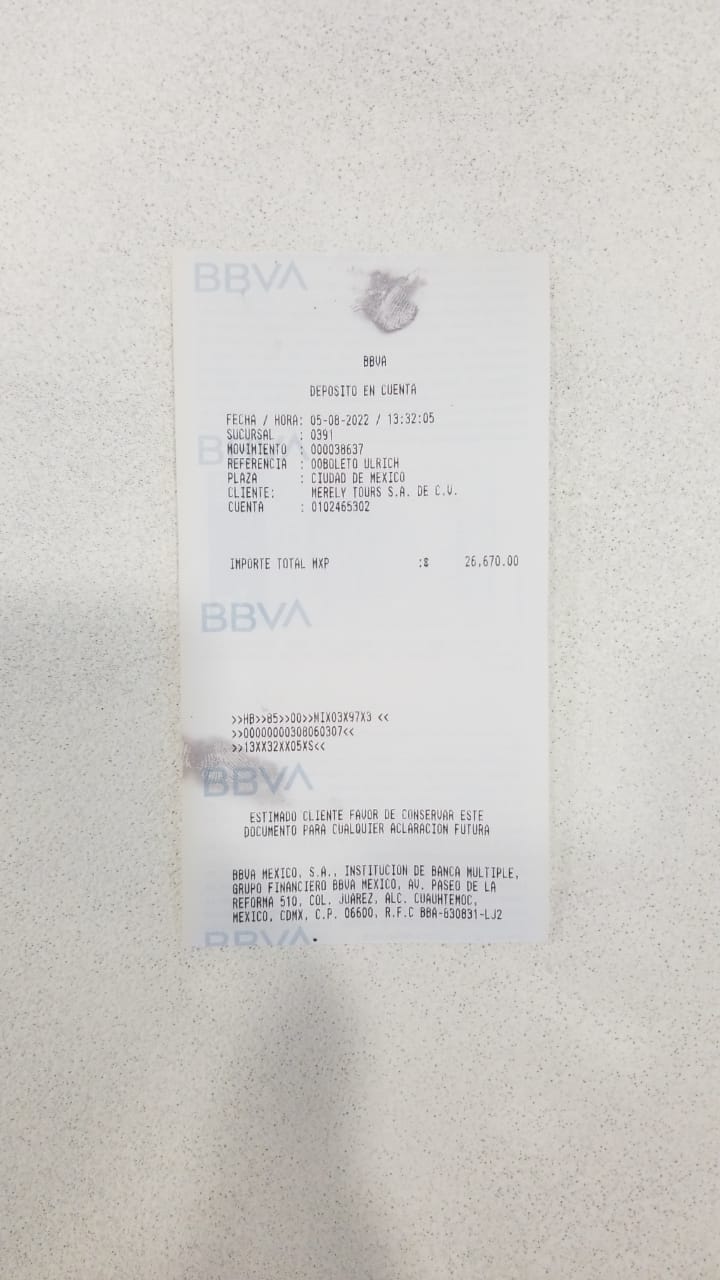 BBVA
BBVA
DEPOSITO EN CUENTA
FECHA / HORA: 05-08-2022 / 13:32:05
SUCURSAL : 0391
MOVIMIENTO : 000038637
REFERENCIA : OOBOLETO ULRICH
PLAZA : CIUDAD DE MEXICO
CLIENTE: MERELY TOURS S.A. DE C.V.
CUENTA : 0102465302
IMPORTE TOTAL MXP :$ 26,670.00
BBVA
>>HB>>85>>00>>MIX03X97X3 <<
>>00000000308060307<<
>>13XX32XX05XS<<
BBVA
ESTIMADO CLIENTE FAVOR DE CONSERVAR ESTE
DOCUMENTO PARA CUALQUIER ACLARACION FUTURA
BBVA MEXICO, S.A., INSTITUCION DE BANCA MULTIPLE,
GRUPO FINANCIERO BBVA MEXICO, AV. PASEO DE LA
REFORMA 510, COL. JUAREZ, ALC. CUAUHTEMOC,
MEXICO, CDMX, C.P. 06600, R.F.C BBA-830831-LJ2
BBVA